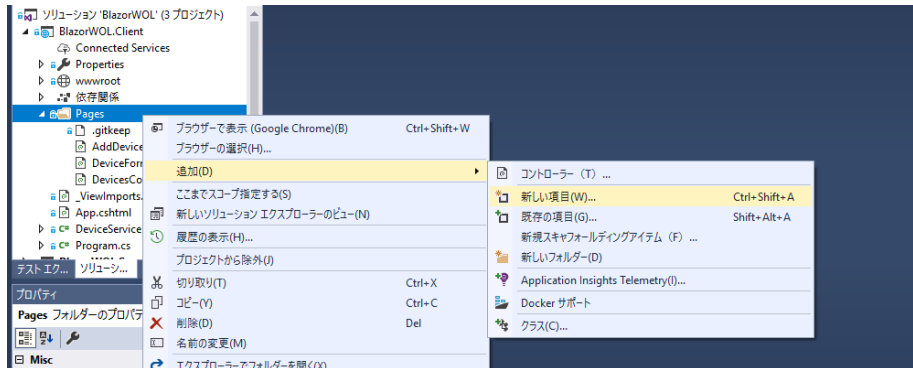 ソリューション 'BlazorWOL' (3 プロジェクト)
BlazorWOL.Client
Connected Services
Properties
wwwroot
依存関係
Pages
.gitkeep
AddDevice
DeviceForm
DevicesCo
_ViewImports.
App.cshtml
DeviceService
Program.cs
テスト エク...
ソリューシ...
プロパティ
Pages フォルダーのプロパテ
Misc
ブラウザーで表示 (Google Chrome)(B) Ctrl+Shift+W
ブラウザーの選択(H)...
追加(D)
ここまでスコープ指定する(S)
新しいソリューション エクスプローラーのビュー(N)
履歴の表示(H)...
プロジェクトから除外(J)
切り取り(T) Ctrl+X
コピー(Y) Ctrl+C
削除(D) Del
名前の変更(M)
エクスプローラーでフォルダーを開く(X)
コントローラー (T) ...
新しい項目(W)... Ctrl+Shift+A
既存の項目(G)... Shift+Alt+A
新規スキャフォールディングアイテム (F) ...
新しいフォルダー(D)
Application Insights Telemetry(I)...
Docker サポート
クラス(C)...